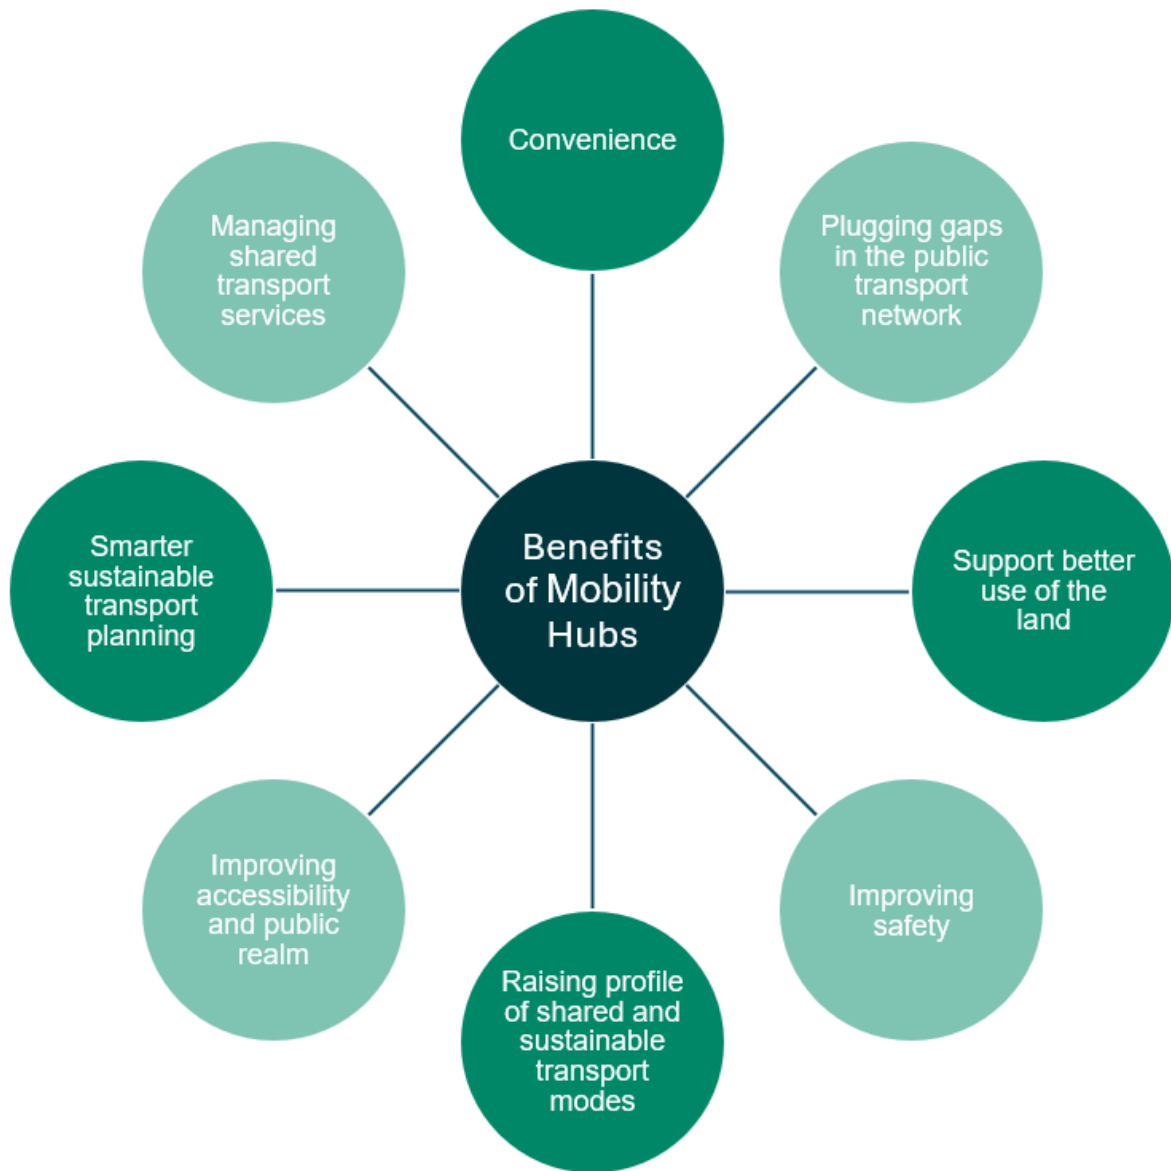 Convenience
Plugging gaps
in the public
transport
network
Support better
use of the
land
Improving
safety
Raising profile
of shared and
sustainable
transport
modes
Improving
accessibility
and public
realm
Smarter
sustainable
transport
planning
Managing
shared
transport
services
Benefits
of Mobility
Hubs